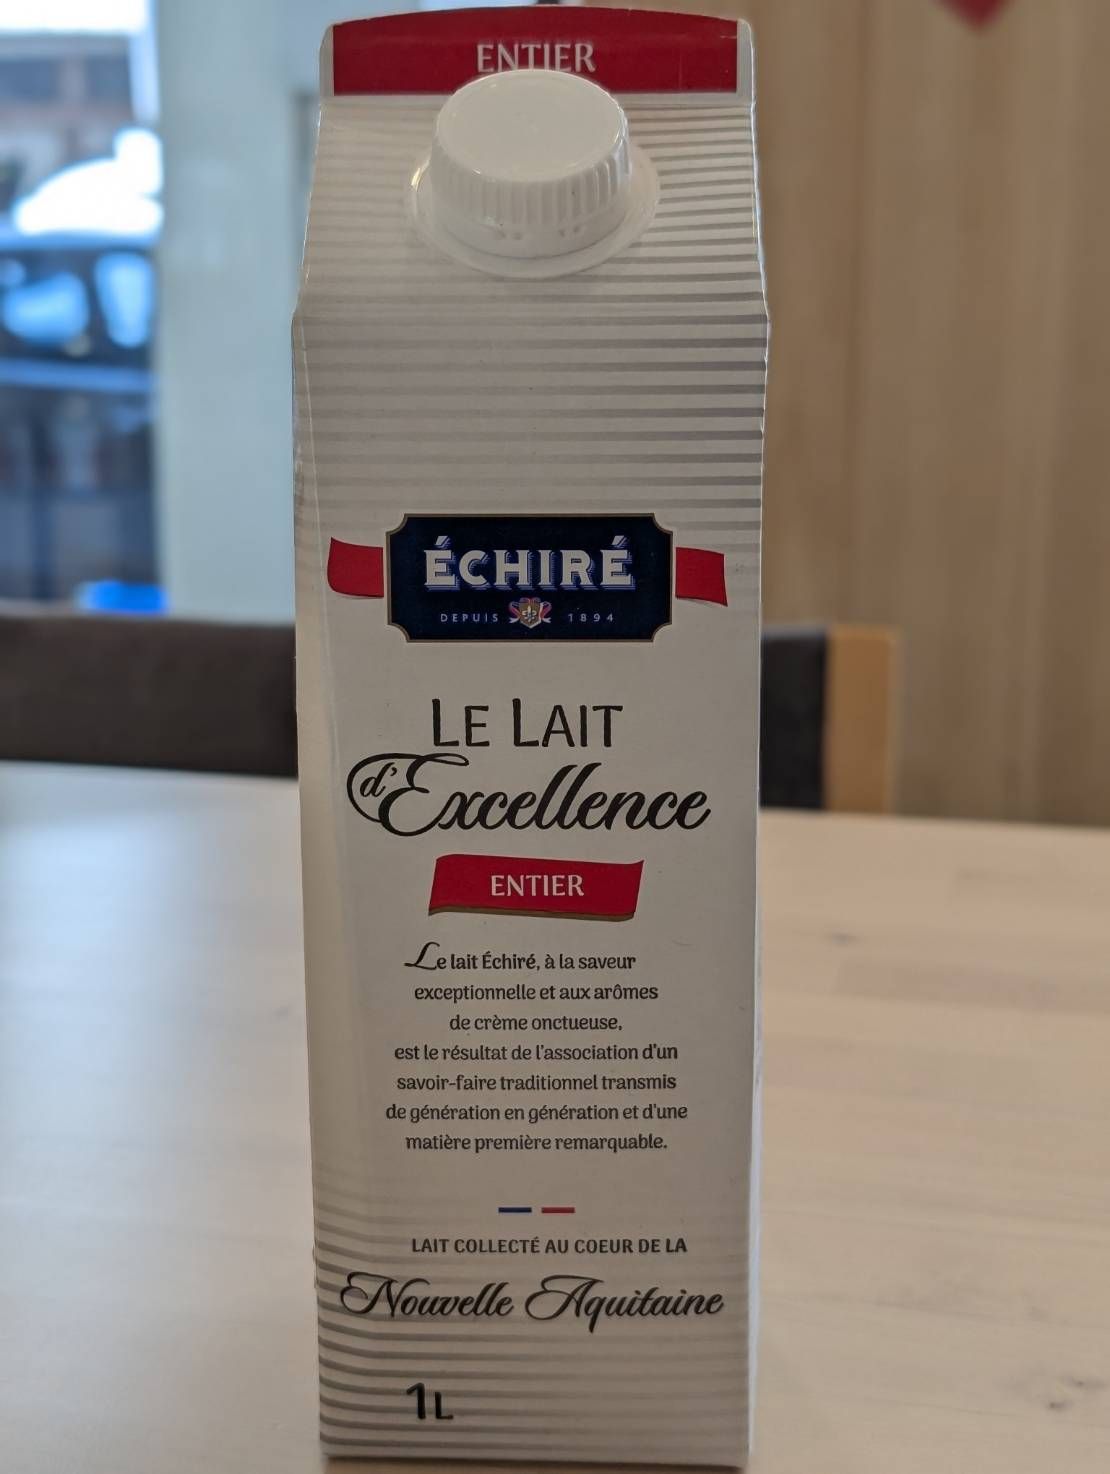 ENTIER
ÉCHIRÉ
DEPUIS 1894
LE LAIT
d'Excellence
ENTIER
Le lait Échiré, à la saveur
exceptionnelle et aux arômes
de crème onctueuse,
est le résultat de l'association d'un
savoir-faire traditionnel transmis
de génération en génération et d'une
matière première remarquable.
LAIT COLLECTÉ AU COEUR DE LA
Nouvelle Aquitaine
1L